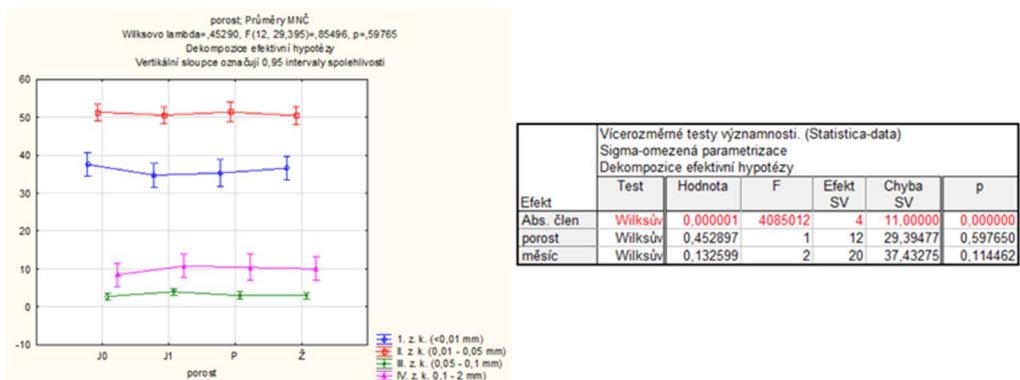 porost; Průměry MNČ
Wilksovo lambda=,45290, F(12, 29,395)=,85496, p=,59765
Dekompozice efektivní hypotézy
Vertikální sloupce označují 0,95 intervaly spolehlivosti
60
50
40
30
20
10
0
-10
J0 J1 P Ž
porost
1. z. k. (<0,01 mm)
II. z. k. (0,01 - 0,05 mm)
III. z. k. (0,05 - 0,1 mm)
IV. z. k. 0,1 - 2 mm)
Vícerozměrné testy významnosti. (Statistica-data)
Sigma-omezená parametrizace
Dekompozice efektivní hypotézy
Efekt Test Hodnota F Efekt SV Chyba SV p
Abs. člen Wilksův 0,000001 4085012 4 11,00000 0,000000
porost Wilksův 0,452897 1 12 29,39477 0,597650
měsíc Wilksův 0,132599 2 20 37,43275 0,114462